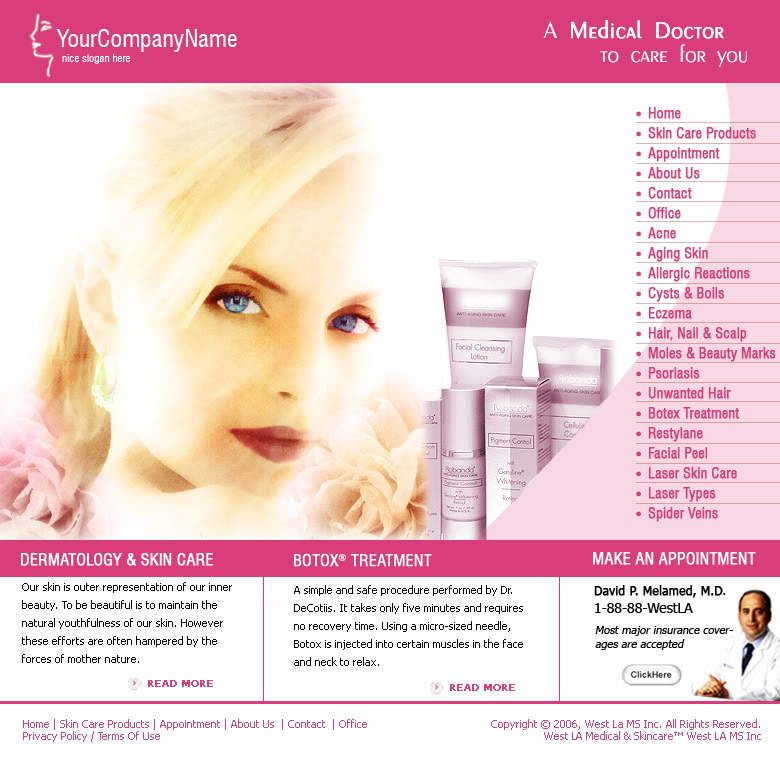 YourCompanyName
nice slogan here
A Medical Doctor
to care for you
• Home
• Skin Care Products
• Appointment
• About Us
• Contact
• Office
• Acne
• Aging Skin
• Allergic Reactions
• Cysts & Boils
• Eczema
• Hair, Nail & Scalp
• Moles & Beauty Marks
• Psoriasis
• Unwanted Hair
• Botex Treatment
• Restylane
• Facial Peel
• Laser Skin Care
• Laser Types
• Spider Veins
ANTI-AGING SKIN CARE
Facial Cleansing
Lotion
Robanda
ANTI-AGING SKIN CARE
Robanda
ANTI-AGING SKIN CARE
Pigment Control
with
Whitening
Robanda
Pigment Control
with
Whitening
DERMATOLOGY & SKIN CARE
Our skin is outer representation of our inner
beauty. To be beautiful is to maintain the
natural youthfulness of our skin. However
these efforts are often hampered by the
forces of mother nature.
READ MORE
BOTOX® TREATMENT
A simple and safe procedure performed by Dr.
DeCotiis. It takes only five minutes and requires
no recovery time. Using a micro-sized needle,
Botox is injected into certain muscles in the face
and neck to relax.
READ MORE
MAKE AN APPOINTMENT
David P. Melamed, M.D.
1-88-88-WestLA
Most major insurance cover-
ages are accepted
ClickHere
Home | Skin Care Products | Appointment | About Us | Contact | Office
Privacy Policy / Terms Of Use
Copyright © 2006, West La MS Inc. All Rights Reserved.
West LA Medical & Skincare™ West LA MS Inc